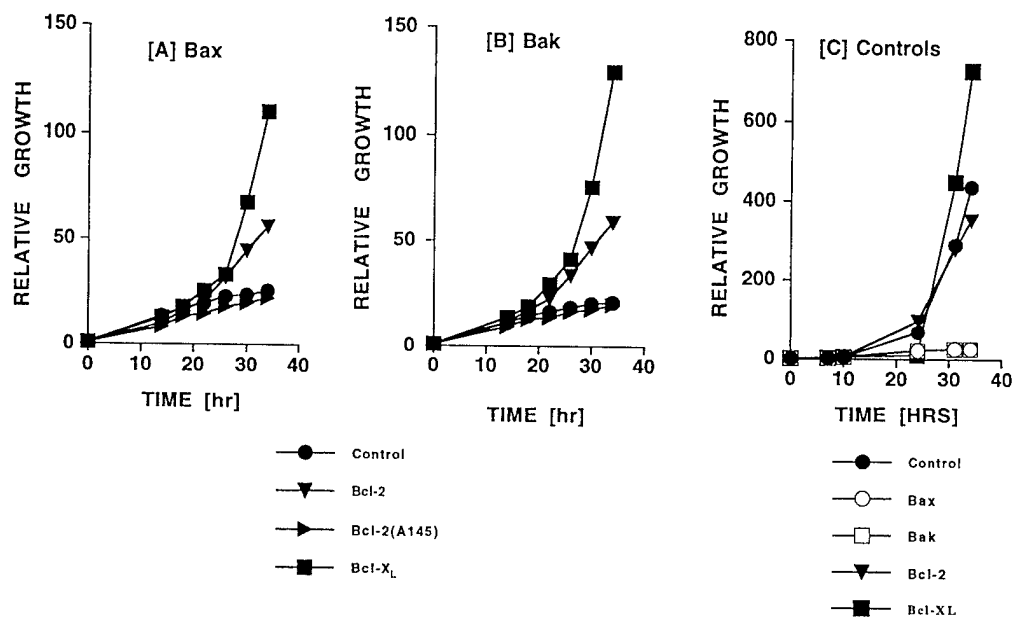 [A] Bax
RELATIVE GROWTH
150
100
50
0
0 10 20 30 40
TIME [hr]
[B] Bak
RELATIVE GROWTH
150
100
50
0
0 10 20 30 40
TIME [hr]
[C] Controls
RELATIVE GROWTH
800
600
400
200
0
0 10 20 30 40
TIME [HRS]
Control
Bcl-2
Bcl-2(A145)
Bcl-XL
Control
Bax
Bak
Bcl-2
Bcl-XL